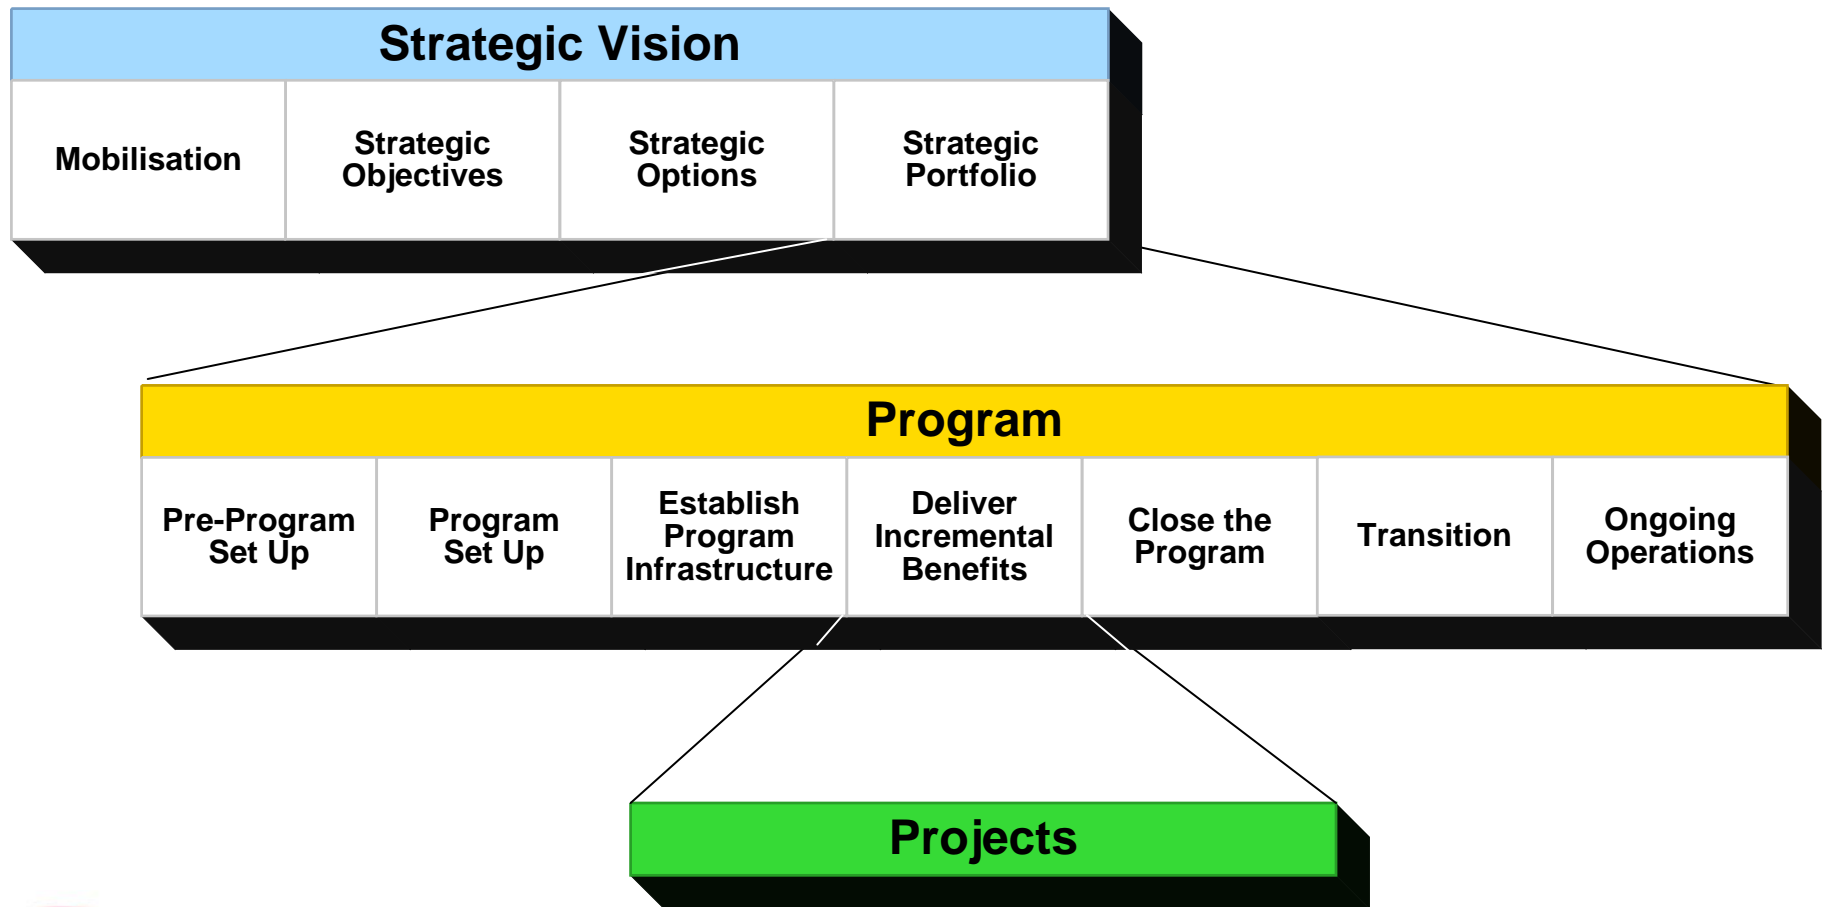 Strategic Vision
Mobilisation
Strategic
Objectives
Strategic
Options
Strategic
Portfolio
Program
Pre-Program
Set Up
Program
Set Up
Establish
Program
Infrastructure
Deliver
Incremental
Benefits
Close the
Program
Transition
Ongoing
Operations
Projects